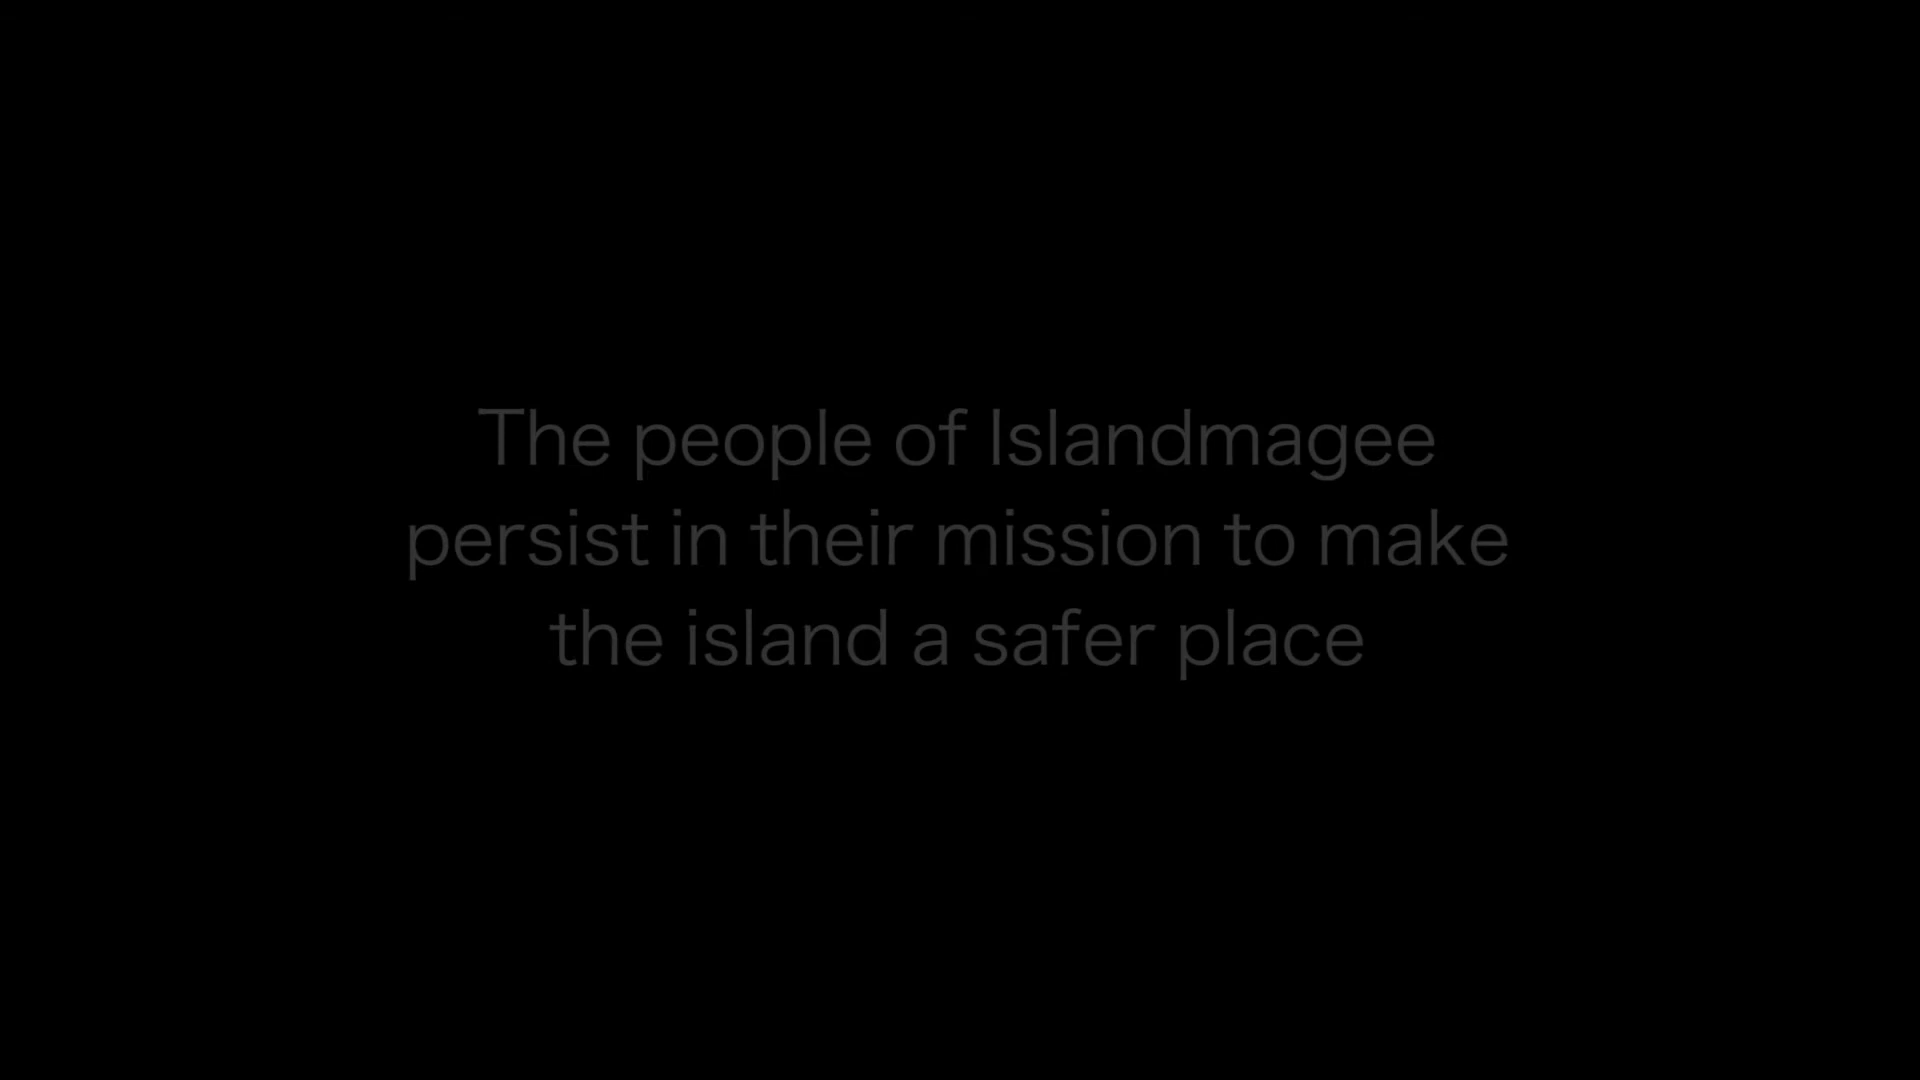 The people of Islandmagee
persist in their mission to make
the island a safer place